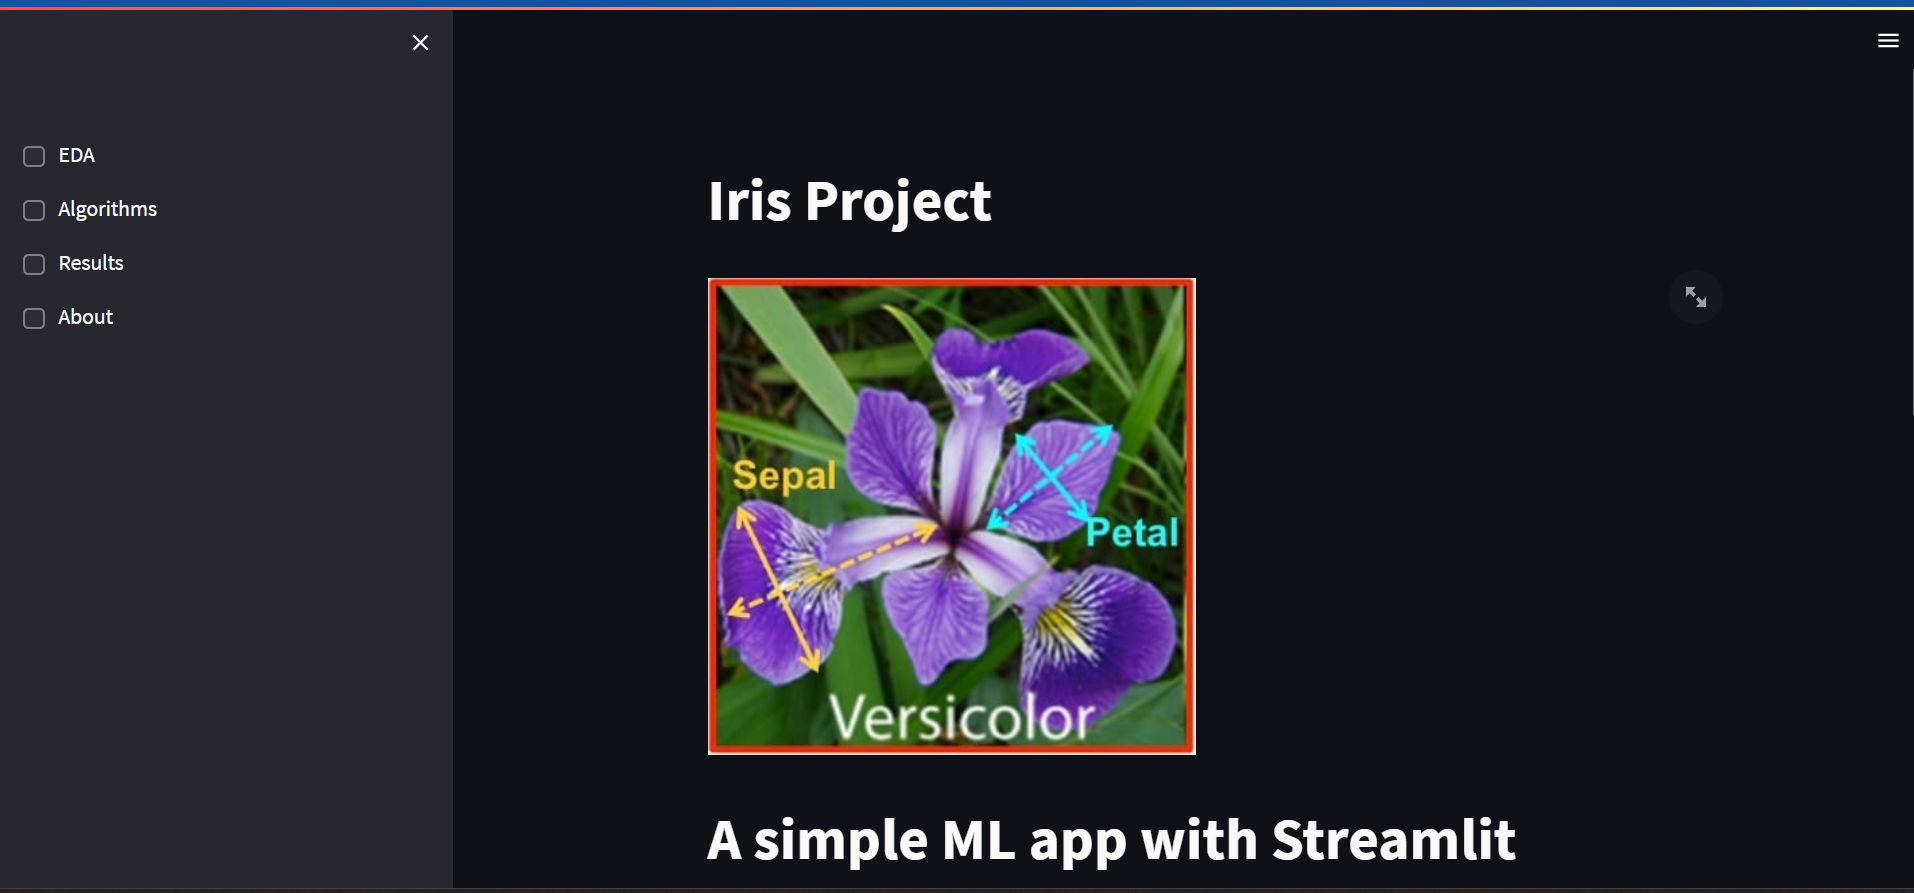 EDA
Algorithms
Results
About
Iris Project
Sepal
Petal
Versicolor
A simple ML app with Streamlit